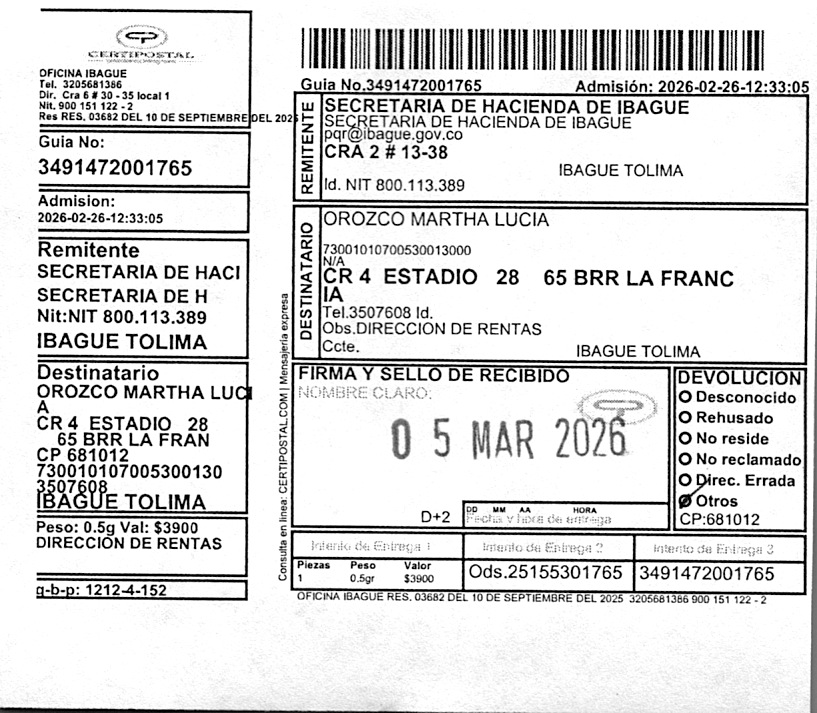 CERTIPOSTAL
OFICINA IBAGUE
Tel. 3205681386
Dir. Cra 6 # 30 - 35 local 1
Nit. 900 151 122 - 2
Res RES, 03682 DEL 10 DE SEPTIEMBRE DEL 2025
Guia No:
3491472001765
Admision:
2026-02-26-12:33:05
Remitente
SECRETARIA DE HACI
SECRETARIA DE H
Nit:NIT 800.113.389
IBAGUE TOLIMA
Destinatario
OROZCO MARTHA LUCI
A
CR 4 ESTADIO 28
65 BRR LA FRAN
CP 681012
730010107005300130
3507608
IBAGUE TOLIMA
Peso: 0.5g Val: $3900
DIRECCION DE RENTAS
q-b-p: 1212-4-152
Consulta en linea: CERTIPOSTAL.COM | Mensajeria expresa
Guia No.3491472001765 Admisión: 2026-02-26-12:33:05
REMITENTE
SECRETARIA DE HACIENDA DE IBAGUE
SECRETARIA DE HACIENDA DE IBAGUE
pqr@ibague.gov.co
CRA 2 # 13-38
IBAGUE TOLIMA
Id. NIT 800.113.389
DESTINATARIO
OROZCO MARTHA LUCIA
73001010700530013000
N/A
CR 4 ESTADIO 28 65 BRR LA FRANC
IA
Tel.3507608 Id.
Obs.DIRECCION DE RENTAS
Ccte. IBAGUE TOLIMA
FIRMA Y SELLO DE RECIBIDO
NOMBRE CLARO:
05 MAR 2026
D+2
DD MM AA HORA
Fecha y hora de entrega
DEVOLUCION
Desconocido
Rehusado
No reside
No reclamado
Direc. Errada
Otros
CP:681012
Intento de Entrega 1 Intento de Entrega 2 Intento de Entrega 3
Piezas Peso Valor
1 0.5gr $3900
Ods.25155301765 3491472001765
OFICINA IBAGUE RES, 03682 DEL 10 DE SEPTIEMBRE DEL 2025 3205681386 900 151 122 - 2